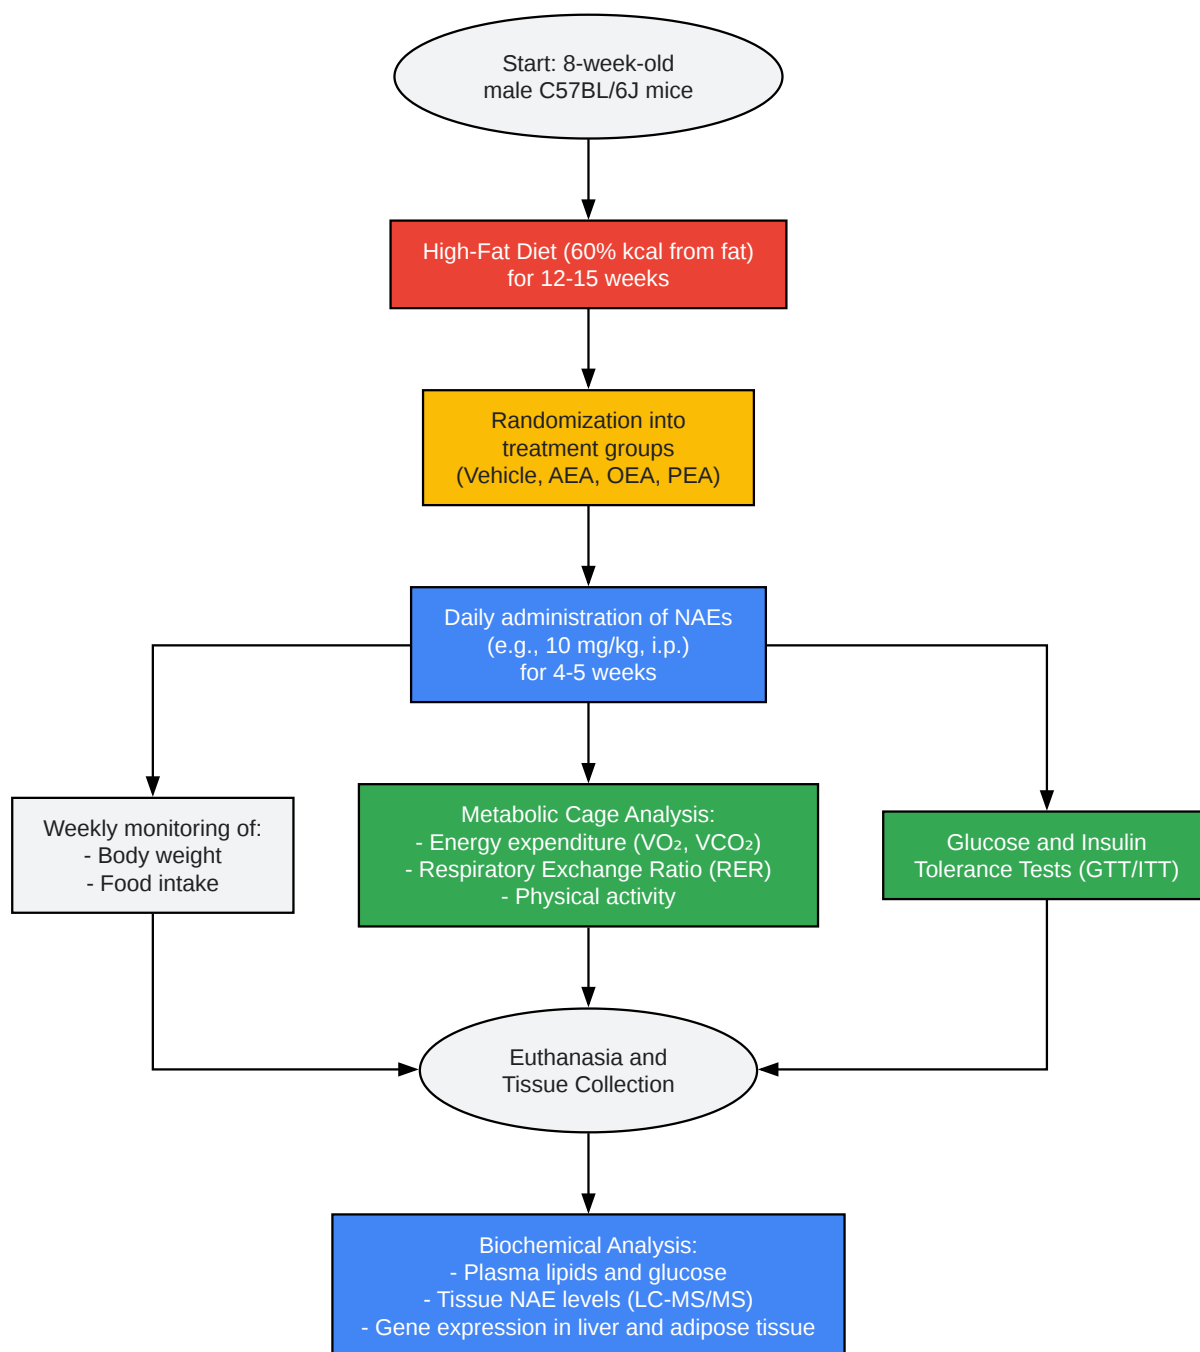 Start: 8-week-old
male C57BL/6J mice
High-Fat Diet (60% kcal from fat)
for 12-15 weeks
Randomization into
treatment groups
(Vehicle, AEA, OEA, PEA)
Daily administration of NAEs
(e.g., 10 mg/kg, i.p.)
for 4-5 weeks
Weekly monitoring of:
- Body weight
- Food intake
Metabolic Cage Analysis:
- Energy expenditure (VO₂, VCO₂)
- Respiratory Exchange Ratio (RER)
- Physical activity
Glucose and Insulin
Tolerance Tests (GTT/ITT)
Euthanasia and
Tissue Collection
Biochemical Analysis:
- Plasma lipids and glucose
- Tissue NAE levels (LC-MS/MS)
- Gene expression in liver and adipose tissue